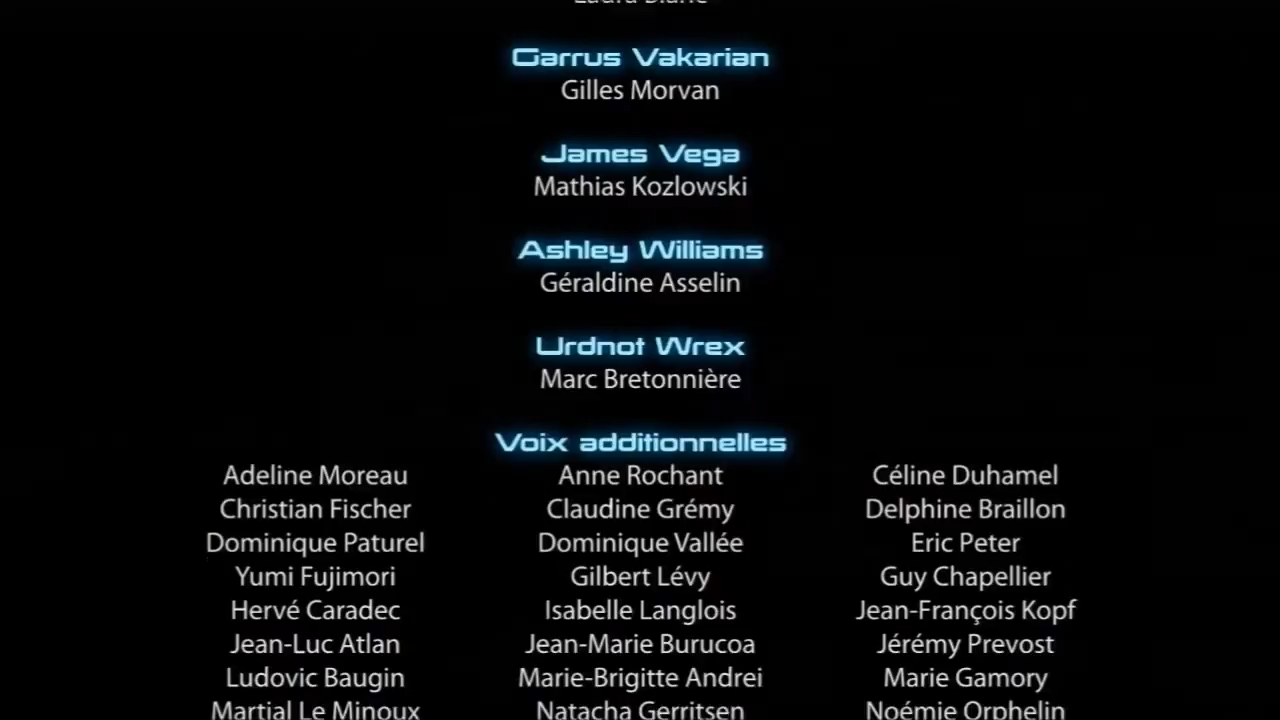 Laura Blanc
Garrus Vakarian
Gilles Morvan
James Vega
Mathias Kozlowski
Ashley Williams
Géraldine Asselin
Urdnot Wrex
Marc Bretonnière
Voix additionnelles
Adeline Moreau Anne Rochant Céline Duhamel
Christian Fischer Claudine Grémy Delphine Braillon
Dominique Paturel Dominique Vallée Eric Peter
Yumi Fujimori Gilbert Lévy Guy Chapellier
Hervé Caradec Isabelle Langlois Jean-François Kopf
Jean-Luc Atlan Jean-Marie Burucoa Jérémy Prevost
Ludovic Baugin Marie-Brigitte Andrei Marie Gamory
Martial Le Minoux Natacha Gerritsen Noémie Orphelin